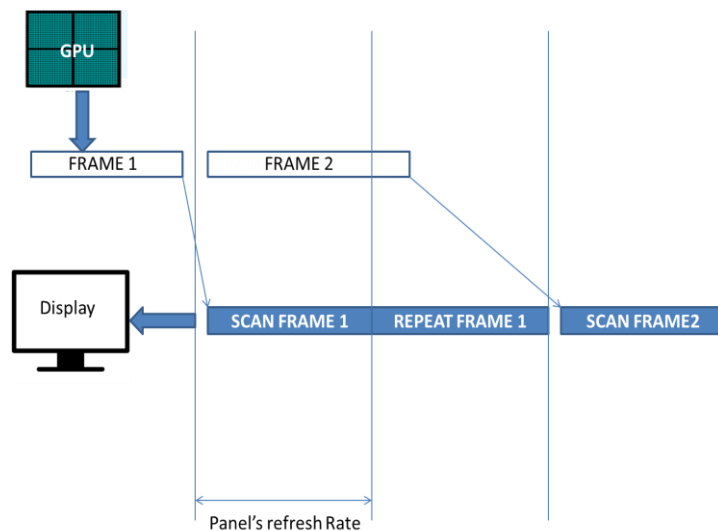 GPU
FRAME 1
FRAME 2
Display
SCAN FRAME 1
REPEAT FRAME 1
SCAN FRAME2
Panel's refresh Rate